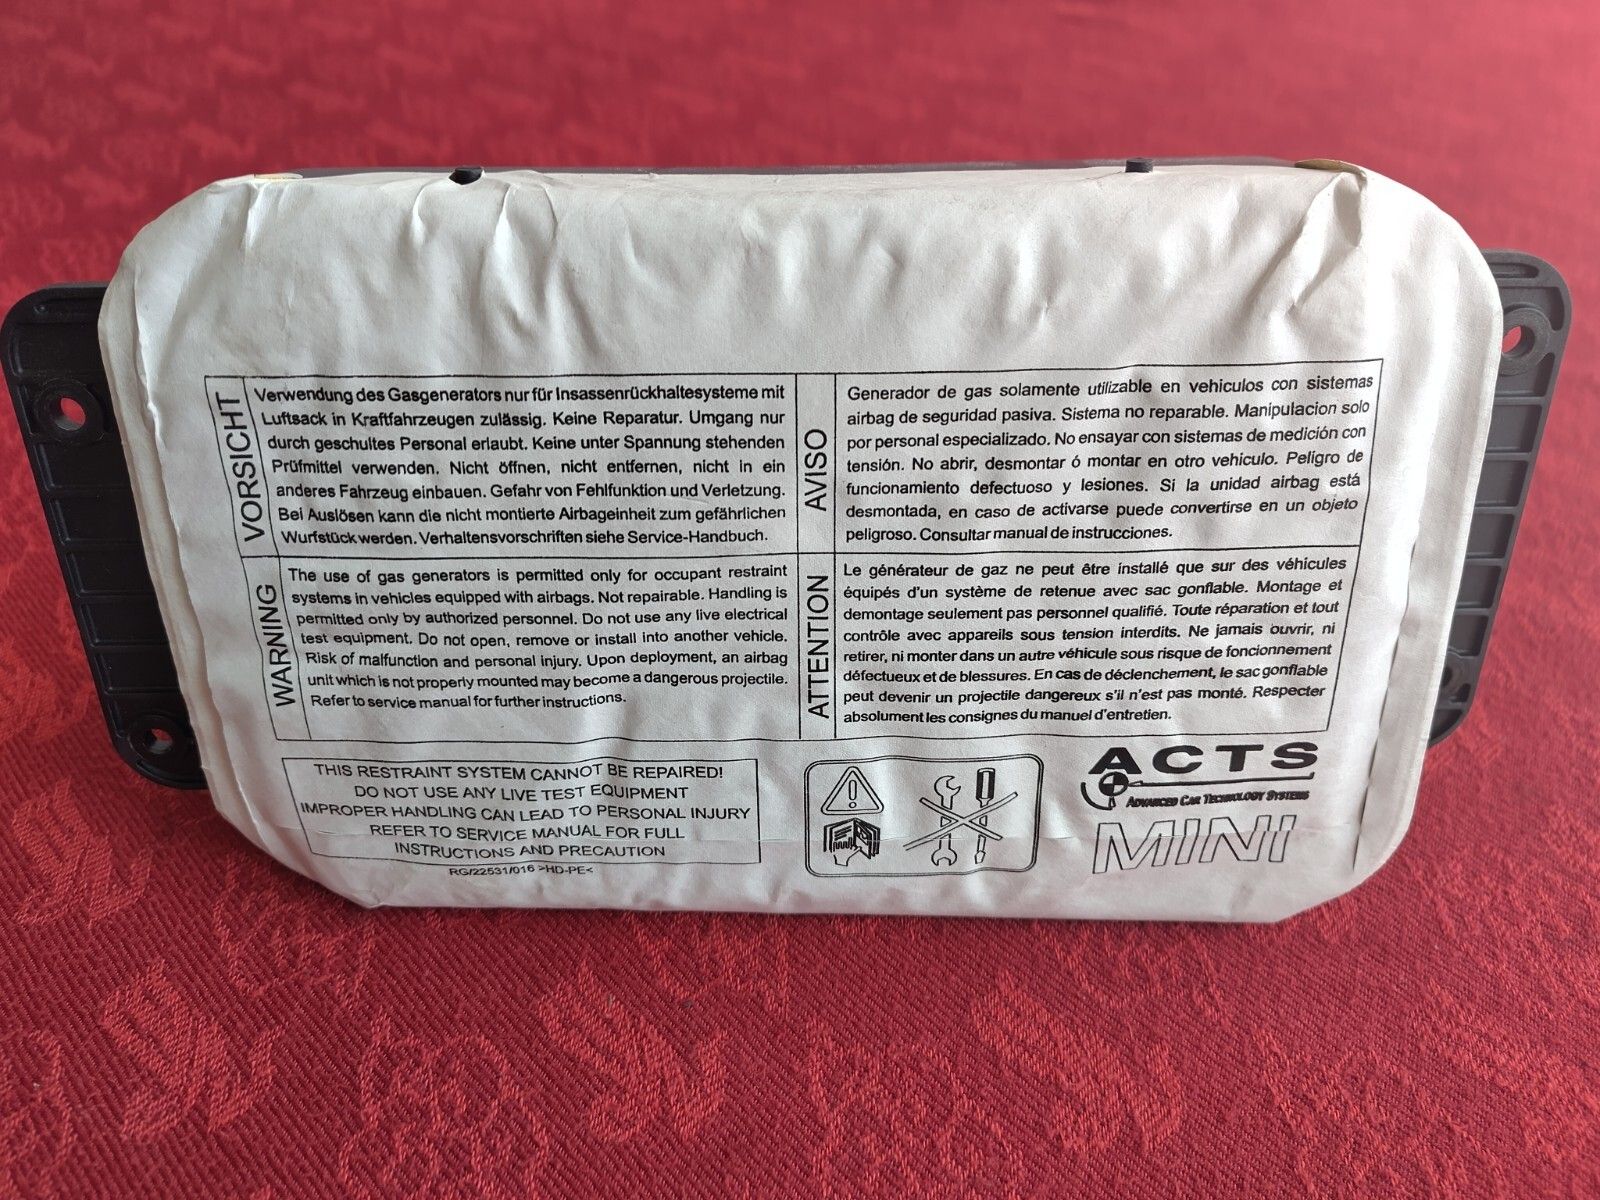 VORSICHT
Verwendung des Gasgenerators nur für Insassenrückhaltesysteme mit
Luftsack in Kraftfahrzeugen zulässig. Keine Reparatur. Umgang nur
durch geschultes Personal erlaubt. Keine unter Spannung stehenden
Prüfmittel verwenden. Nicht öffnen, nicht entfernen, nicht in ein
anderes Fahrzeug einbauen. Gefahr von Fehlfunktion und Verletzung.
Bei Auslösen kann die nicht montierte Airbageinheit zum gefährlichen
Wurfstück werden. Verhaltensvorschriften siehe Service-Handbuch.
AVISO
Generador de gas solamente utilizable en vehiculos con sistemas
airbag de seguridad pasiva. Sistema no reparable. Manipulacion solo
por personal especializado. No ensayar con sistemas de medición con
tensión. No abrir, desmontar ó montar en otro vehiculo. Peligro de
funcionamiento defectuoso y lesiones. Si la unidad airbag está
desmontada, en caso de activarse puede convertirse en un objeto
peligroso. Consultar manual de instrucciones.
WARNING
The use of gas generators is permitted only for occupant restraint
systems in vehicles equipped with airbags. Not repairable. Handling is
permitted only by authorized personnel. Do not use any live electrical
test equipment. Do not open, remove or install into another vehicle.
Risk of malfunction and personal injury. Upon deployment, an airbag
unit which is not properly mounted may become a dangerous projectile.
Refer to service manual for further instructions.
ATTENTION
Le générateur de gaz ne peut être installé que sur des véhicules
équipés d'un système de retenue avec sac gonflable. Montage et
demontage seulement pas personnel qualifié. Toute réparation et tout
contrôle avec appareils sous tension interdits. Ne jamais ouvrir, ni
retirer, ni monter dans un autre véhicule sous risque de fonctionnement
défectueux et de blessures. En cas de déclenchement, le sac gonflable
peut devenir un projectile dangereux s'il n'est pas monté. Respecter
absolument les consignes du manuel d'entretien.
THIS RESTRAINT SYSTEM CANNOT BE REPAIRED!
DO NOT USE ANY LIVE TEST EQUIPMENT
IMPROPER HANDLING CAN LEAD TO PERSONAL INJURY
REFER TO SERVICE MANUAL FOR FULL
INSTRUCTIONS AND PRECAUTION
RG/22531/016 >HD-PE<
ACTS
ADVANCED CAR TECHNOLOGY SYSTEMS
MINI